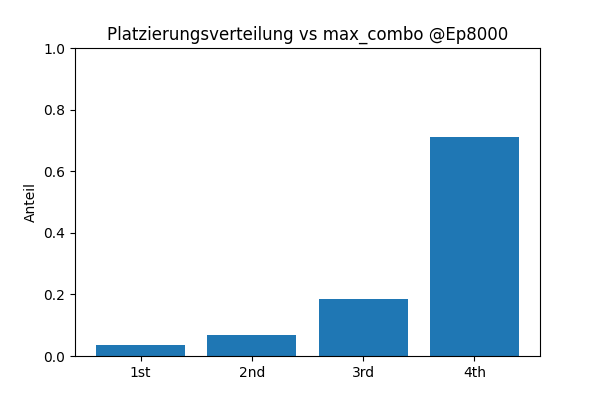 Platzierungsverteilung vs max_combo @Ep8000
1.0
0.8
0.6
0.4
0.2
0.0
Anteil
1st
2nd
3rd
4th